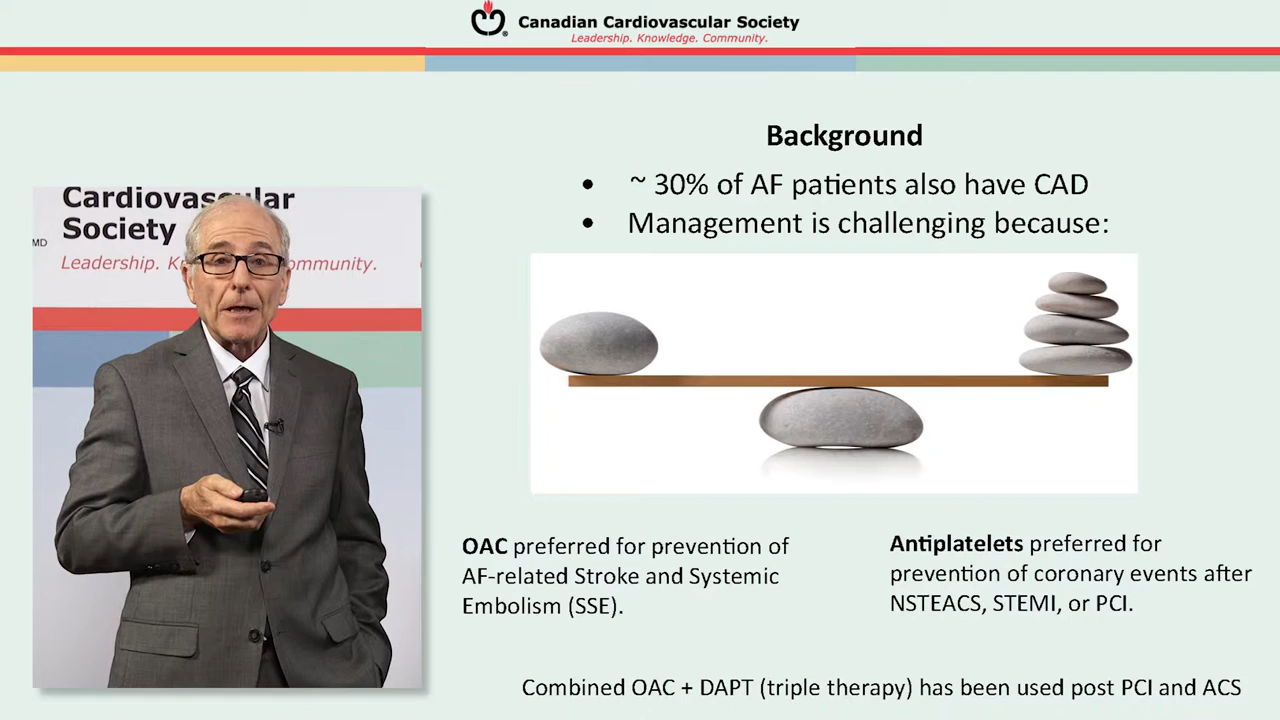 Canadian Cardiovascular Society
Leadership. Knowledge. Community.
Background
• ~ 30% of AF patients also have CAD
• Management is challenging because:
Cardiovascular
Society
MD
Leadership. ommunity.
OAC preferred for prevention of
AF-related Stroke and Systemic
Embolism (SSE).
Antiplatelets preferred for
prevention of coronary events after
NSTEACS, STEMI, or PCI.
Combined OAC + DAPT (triple therapy) has been used post PCI and ACS